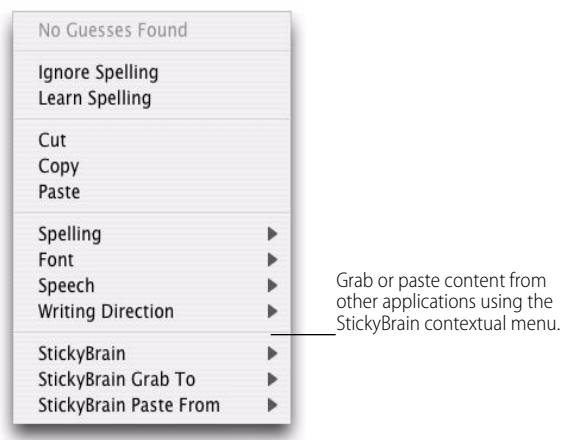 No Guesses Found
Ignore Spelling
Learn Spelling
Cut
Copy
Paste
Spelling
Font
Speech
Writing Direction
StickyBrain
StickyBrain Grab To
StickyBrain Paste From
Grab or paste content from
other applications using the
StickyBrain contextual menu.